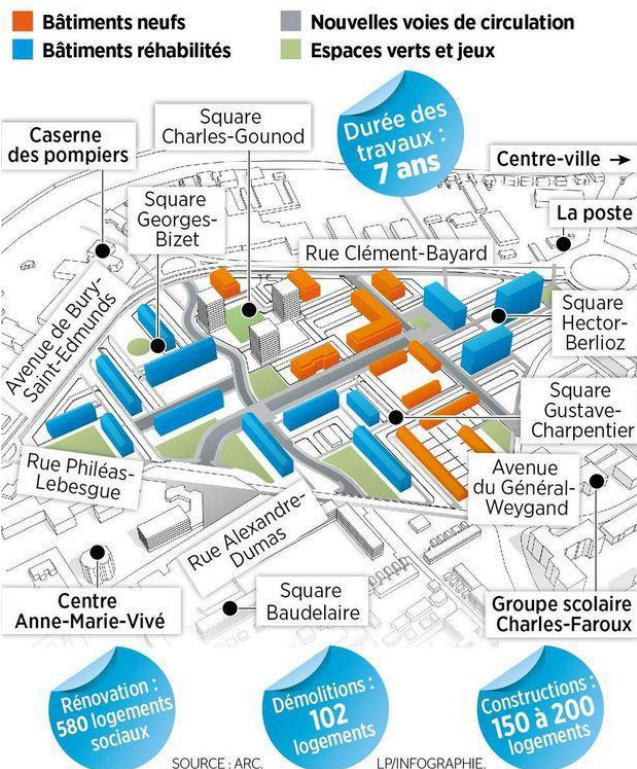 Bâtiments neufs
Bâtiments réhabilités
Nouvelles voies de circulation
Espaces verts et jeux
Durée des
travaux :
7 ans
Caserne
des pompiers
Square
Charles-Gounod
Centre-ville →
Square
Georges-
Bizet
La poste
Rue Clément-Bayard
Avenue de Bury-
Saint-Edmunds
Square
Hector-
Berlioz
Square
Gustave-
Charpentier
Rue Philéas-
Lebesgue
Avenue
du Général-
Weygand
Rue Alexandre-
Dumas
Centre
Anne-Marie-Vivé
Square
Baudelaire
Groupe scolaire
Charles-Faroux
Rénovation :
580 logements
sociaux
Démolitions :
102
logements
Constructions :
150 à 200
logements
SOURCE : ARC.
LP/INFOGRAPHIE.